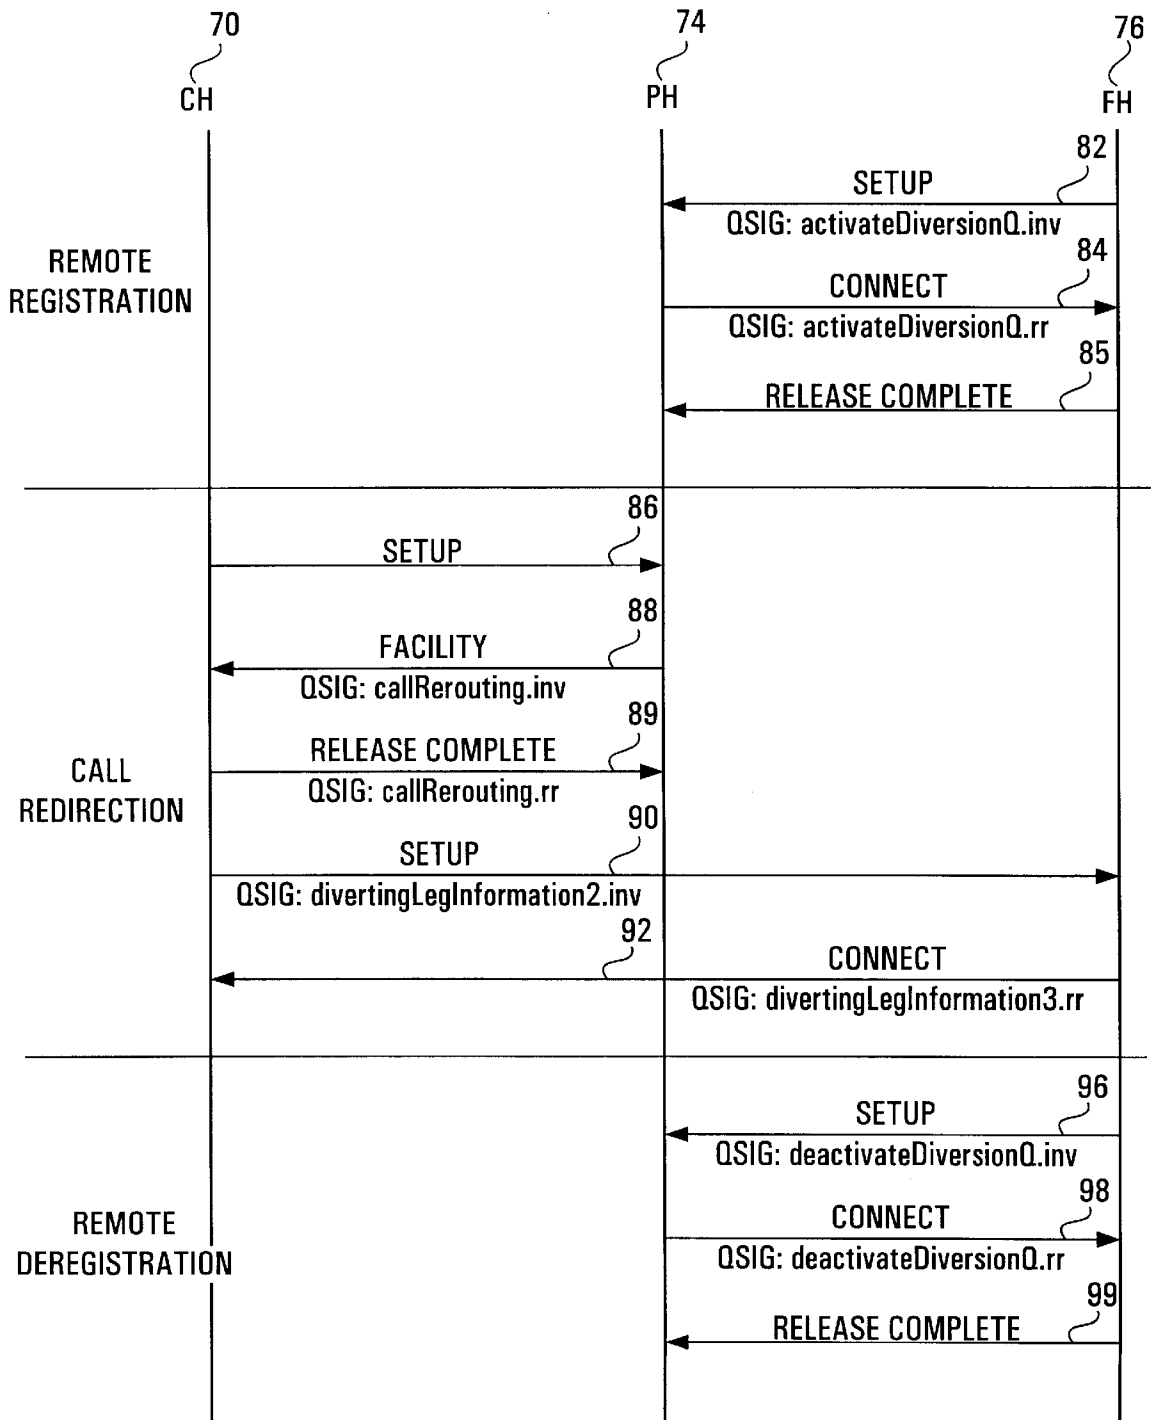 70
74
76
CH
PH
FH
82
SETUP
QSIG: activateDiversionQ.inv
84
REMOTE
REGISTRATION
CONNECT
QSIG: activateDiversionQ.rr
85
RELEASE COMPLETE
86
SETUP
88
FACILITY
QSIG: callRerouting.inv
89
RELEASE COMPLETE
QSIG: callRerouting.rr
CALL
REDIRECTION
90
SETUP
QSIG: divertingLegInformation2.inv
92
CONNECT
QSIG: divertingLegInformation3.rr
96
SETUP
QSIG: deactivateDiversionQ.inv
98
REMOTE
DEREGISTRATION
CONNECT
QSIG: deactivateDiversionQ.rr
99
RELEASE COMPLETE